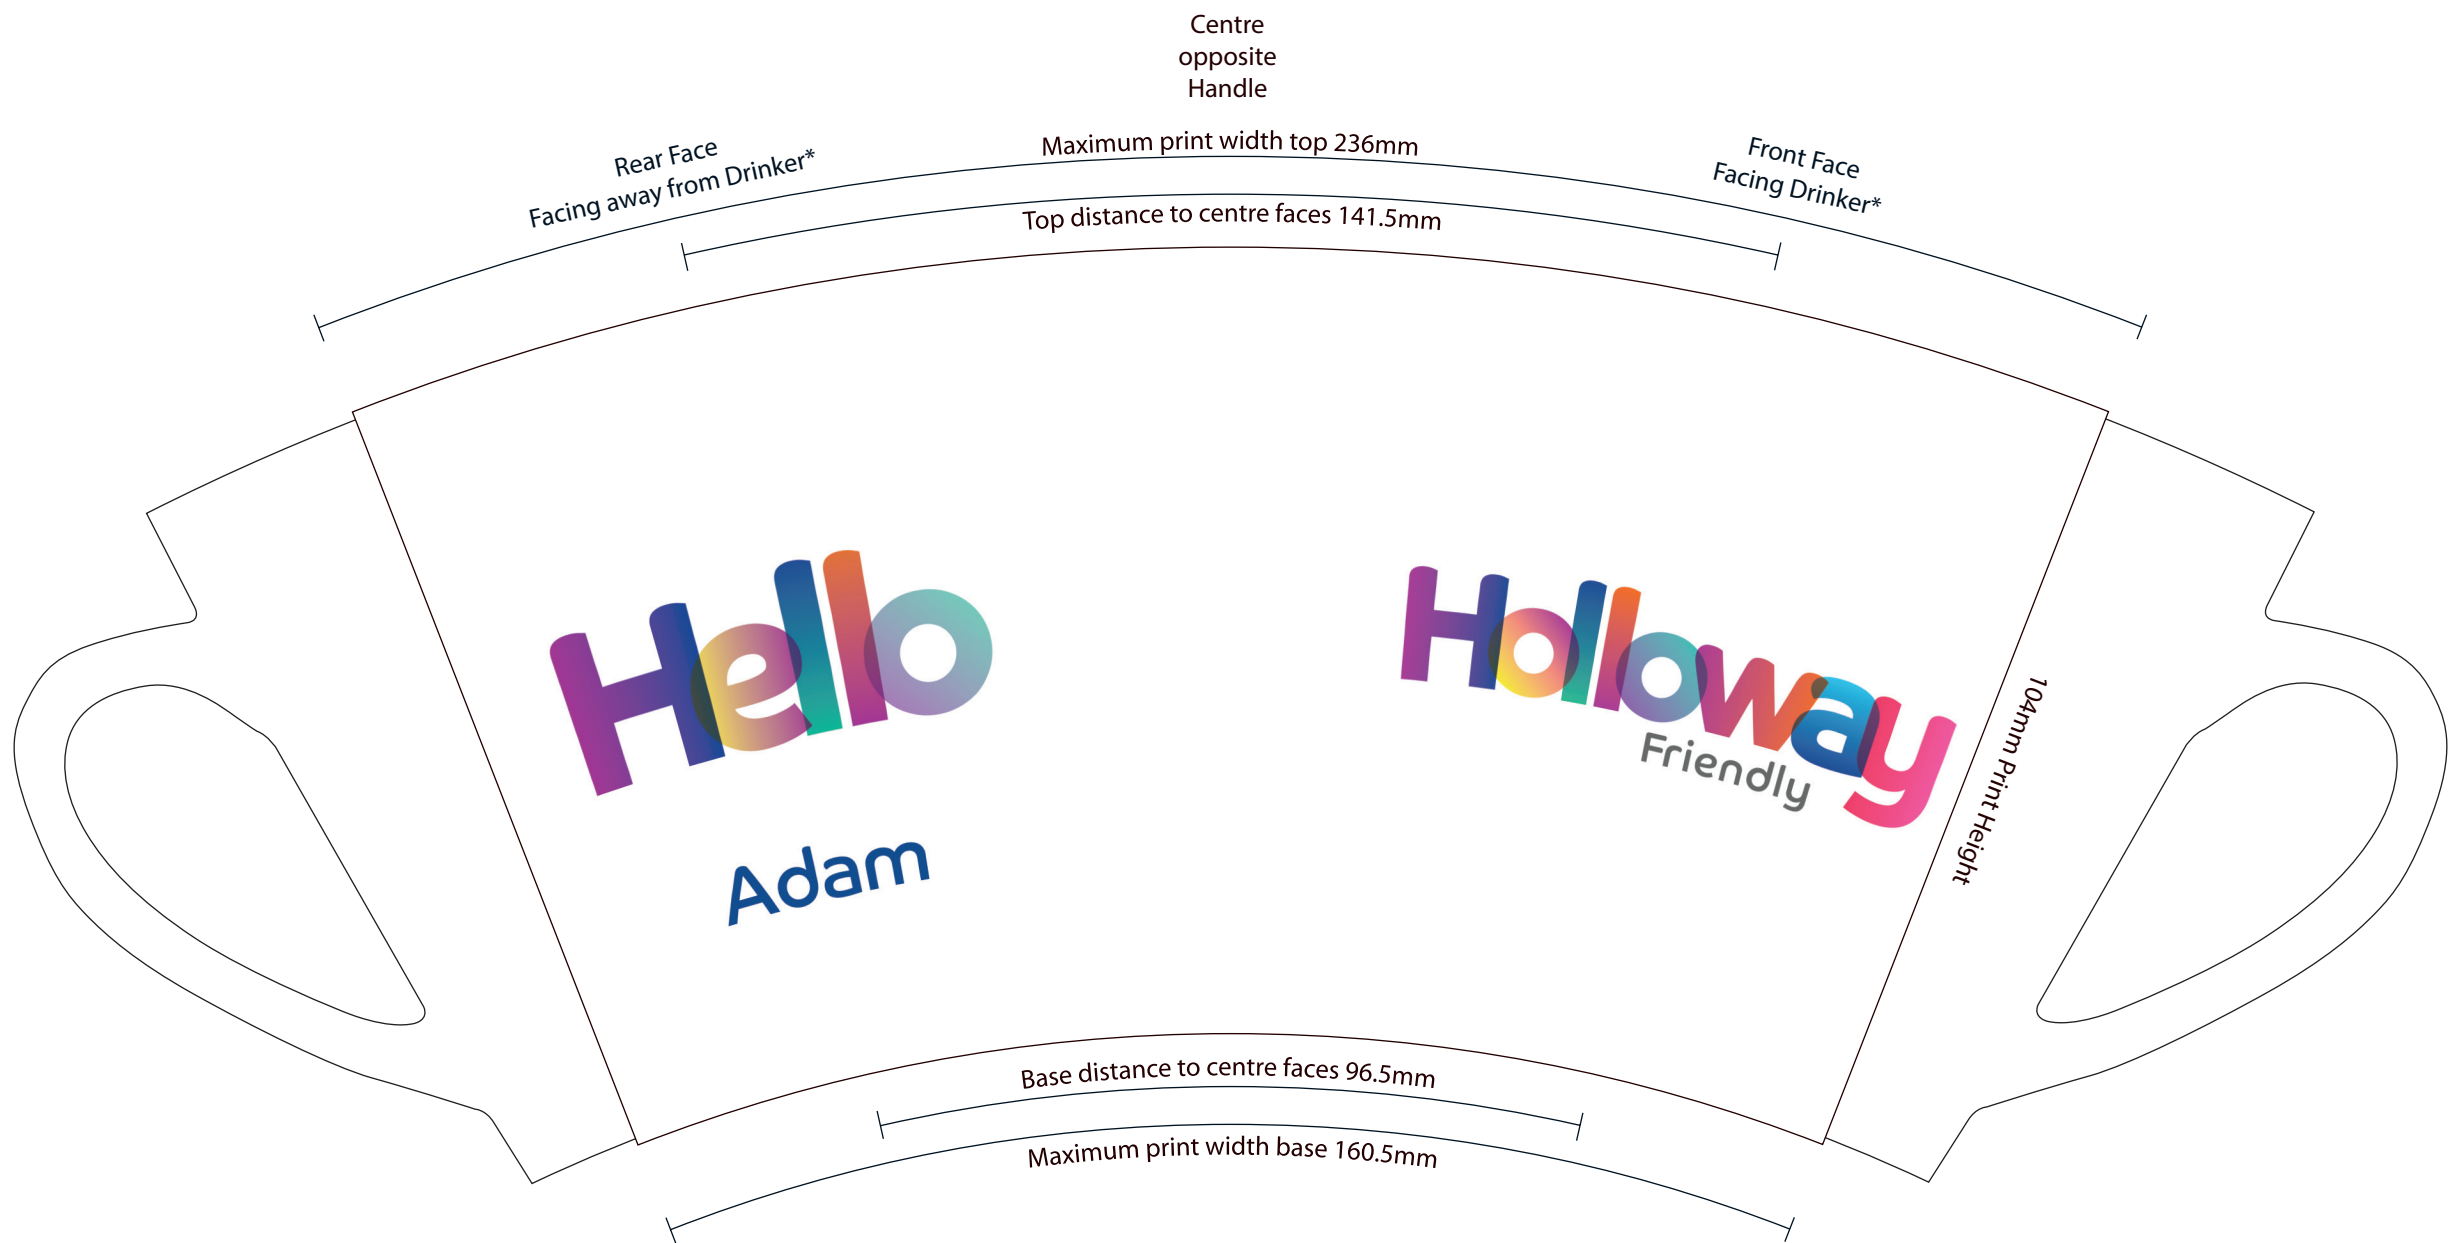 Centre
opposite
Handle
Maximum print width top 236mm
Rear Face
Facing away from Drinker*
Front Face
Facing Drinker*
Top distance to centre faces 141.5mm
Hello
Adam
Holloway
Friendly
104mm Print Height
Base distance to centre faces 96.5mm
Maximum print width base 160.5mm